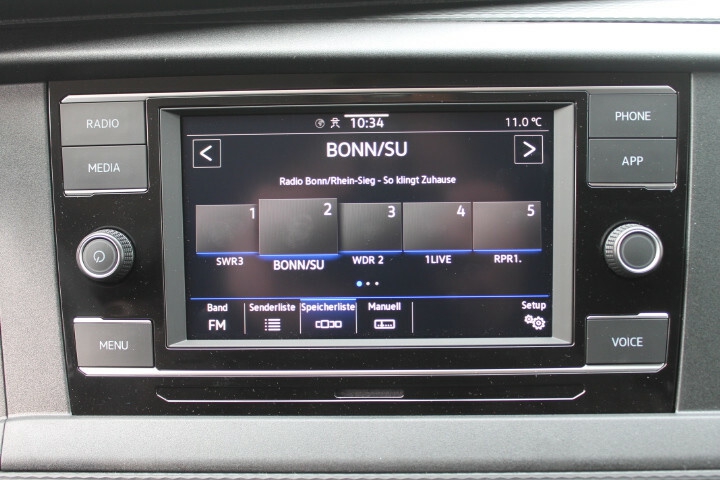 RADIO
MEDIA
MENU
10:34
11.0 °C
BONN/SU
Radio Bonn/Rhein-Sieg - So klingt Zuhause
1
2
3
4
5
SWR3
BONN/SU
WDR 2
1LIVE
RPR1.
Band
Senderliste
Speicherliste
Manuell
Setup
FM
PHONE
APP
VOICE